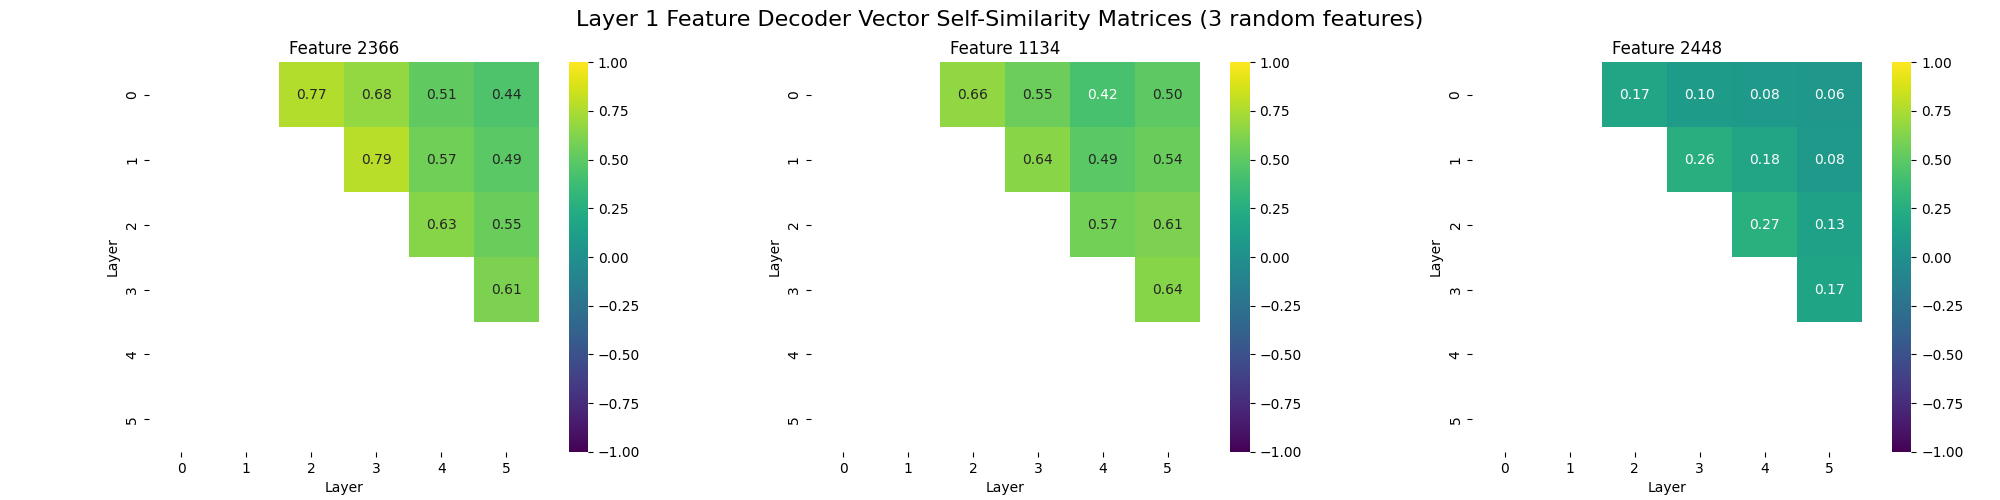 Layer 1 Feature Decoder Vector Self-Similarity Matrices (3 random features)
Feature 2366
0
1
2
3
4
5
Layer
0.77 0.68 0.51 0.44
0.79 0.57 0.49
0.63 0.55
0.61
0 1 2 3 4 5
Layer
1.00
0.75
0.50
0.25
0.00
−0.25
−0.50
−0.75
−1.00
Feature 1134
0
1
2
3
4
5
Layer
0.66 0.55 0.42 0.50
0.64 0.49 0.54
0.57 0.61
0.64
0 1 2 3 4 5
Layer
1.00
0.75
0.50
0.25
0.00
−0.25
−0.50
−0.75
−1.00
Feature 2448
0
1
2
3
4
5
Layer
0.17 0.10 0.08 0.06
0.26 0.18 0.08
0.27 0.13
0.17
0 1 2 3 4 5
Layer
1.00
0.75
0.50
0.25
0.00
−0.25
−0.50
−0.75
−1.00